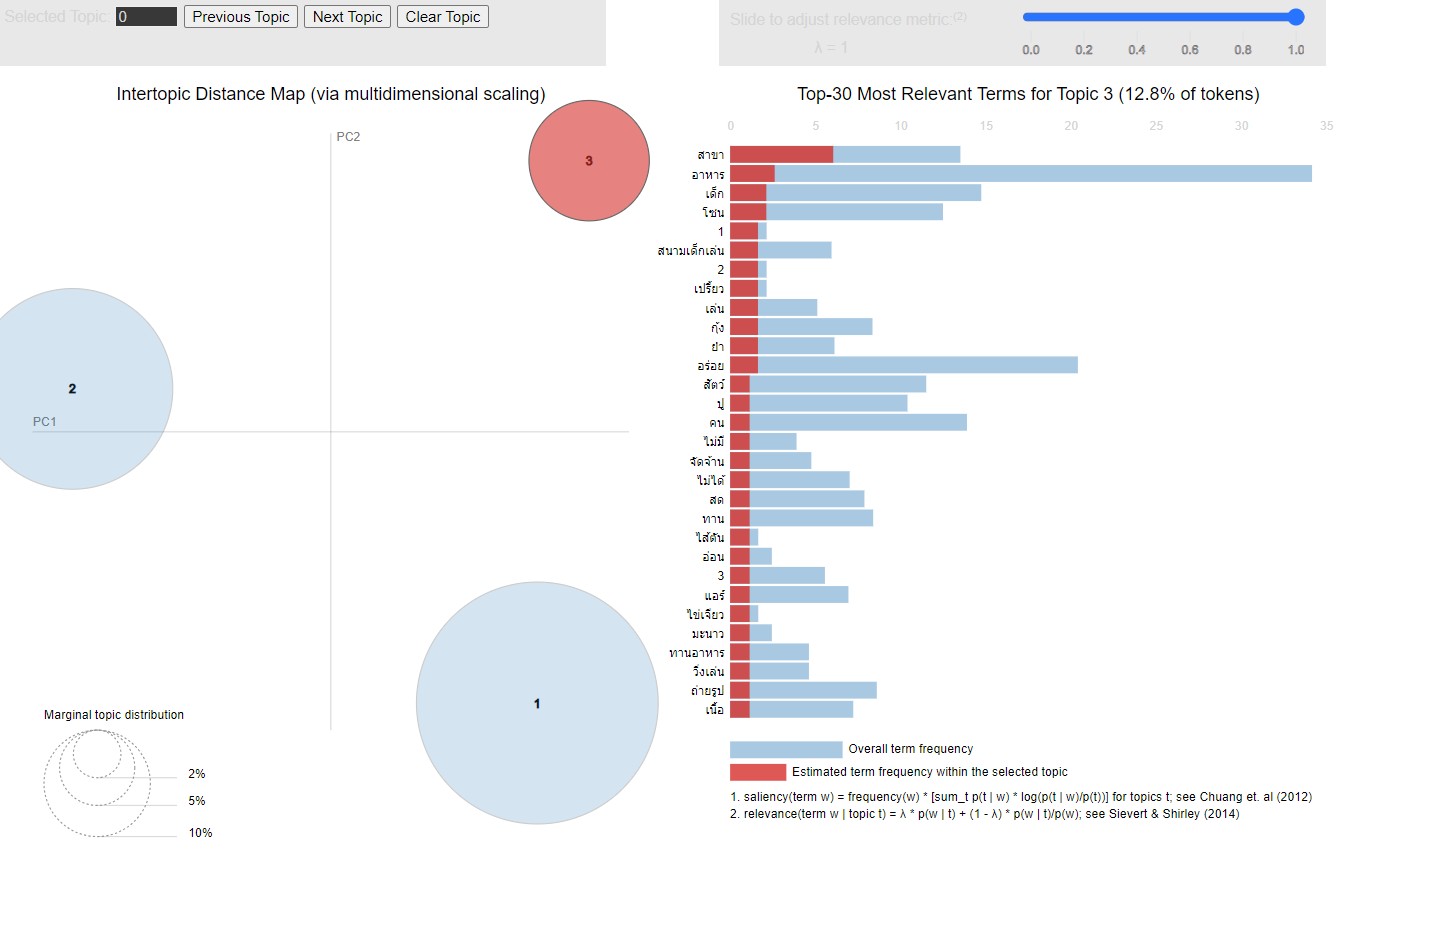 Selected Topic: 0 Previous Topic Next Topic Clear Topic
Slide to adjust relevance metric:(2)
λ = 1
0.0 0.2 0.4 0.6 0.8 1.0
Intertopic Distance Map (via multidimensional scaling)
PC2
3
2
PC1
1
Marginal topic distribution
2%
5%
10%
Top-30 Most Relevant Terms for Topic 3 (12.8% of tokens)
0 5 10 15 20 25 30 35
สาขา
อาหาร
เด็ก
โซน
1
สนามเด็กเล่น
2
เปรี้ยว
เล่น
กุ้ง
ยำ
อร่อย
สัตว์
ปู
คน
ไม่มี
จัดจ้าน
ไม่ได้
สด
ทาน
ไส้ตัน
อ่อน
3
แอร์
ไข่เจียว
มะนาว
ทานอาหาร
วิ่งเล่น
ถ่ายรูป
เนื้อ
Overall term frequency
Estimated term frequency within the selected topic
1. saliency(term w) = frequency(w) * [sum_t p(t | w) * log(p(t | w)/p(t))] for topics t; see Chuang et. al (2012)
2. relevance(term w | topic t) = λ * p(w | t) + (1 - λ) * p(w | t)/p(w); see Sievert & Shirley (2014)